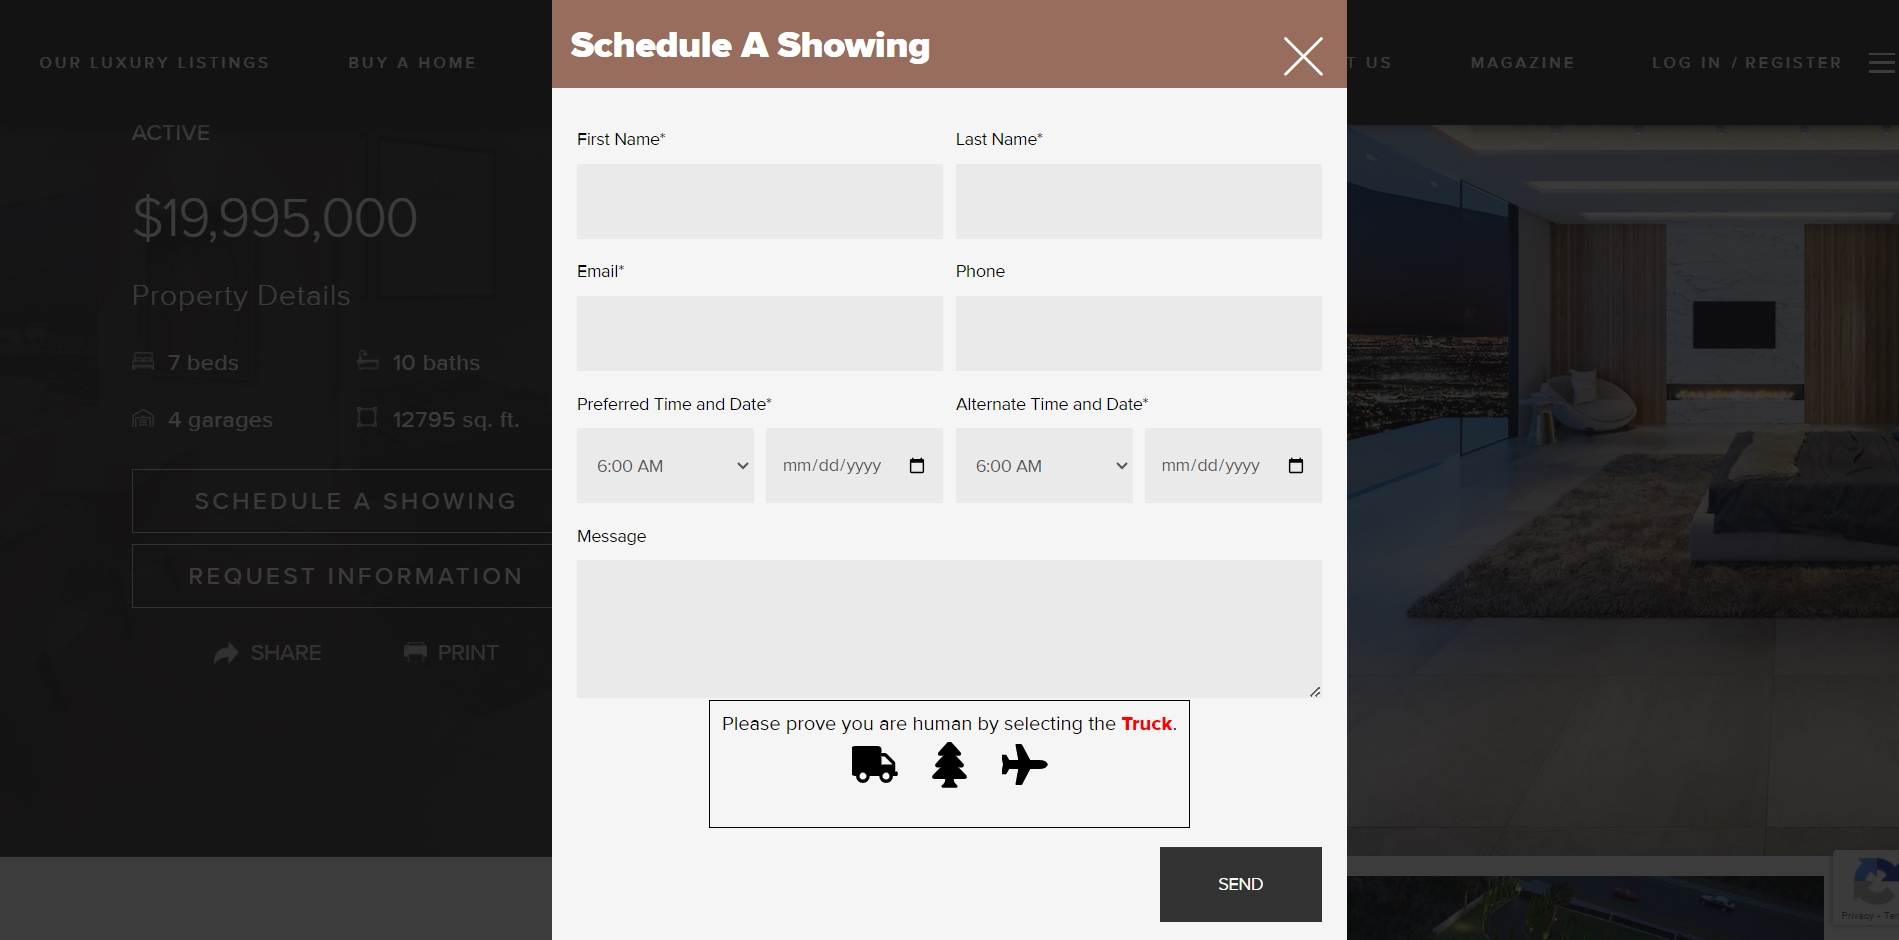 OUR LUXURY LISTINGS
BUY A HOME
T US
MAGAZINE
LOG IN / REGISTER
ACTIVE
$19,995,000
Property Details
7 beds
10 baths
4 garages
12795 sq. ft.
SCHEDULE A SHOWING
REQUEST INFORMATION
SHARE
PRINT
Schedule A Showing
First Name*
Last Name*
Email*
Phone
Preferred Time and Date*
Alternate Time and Date*
6:00 AM
mm/dd/yyyy
6:00 AM
mm/dd/yyyy
Message
Please prove you are human by selecting the Truck.
SEND
Privacy - Ter